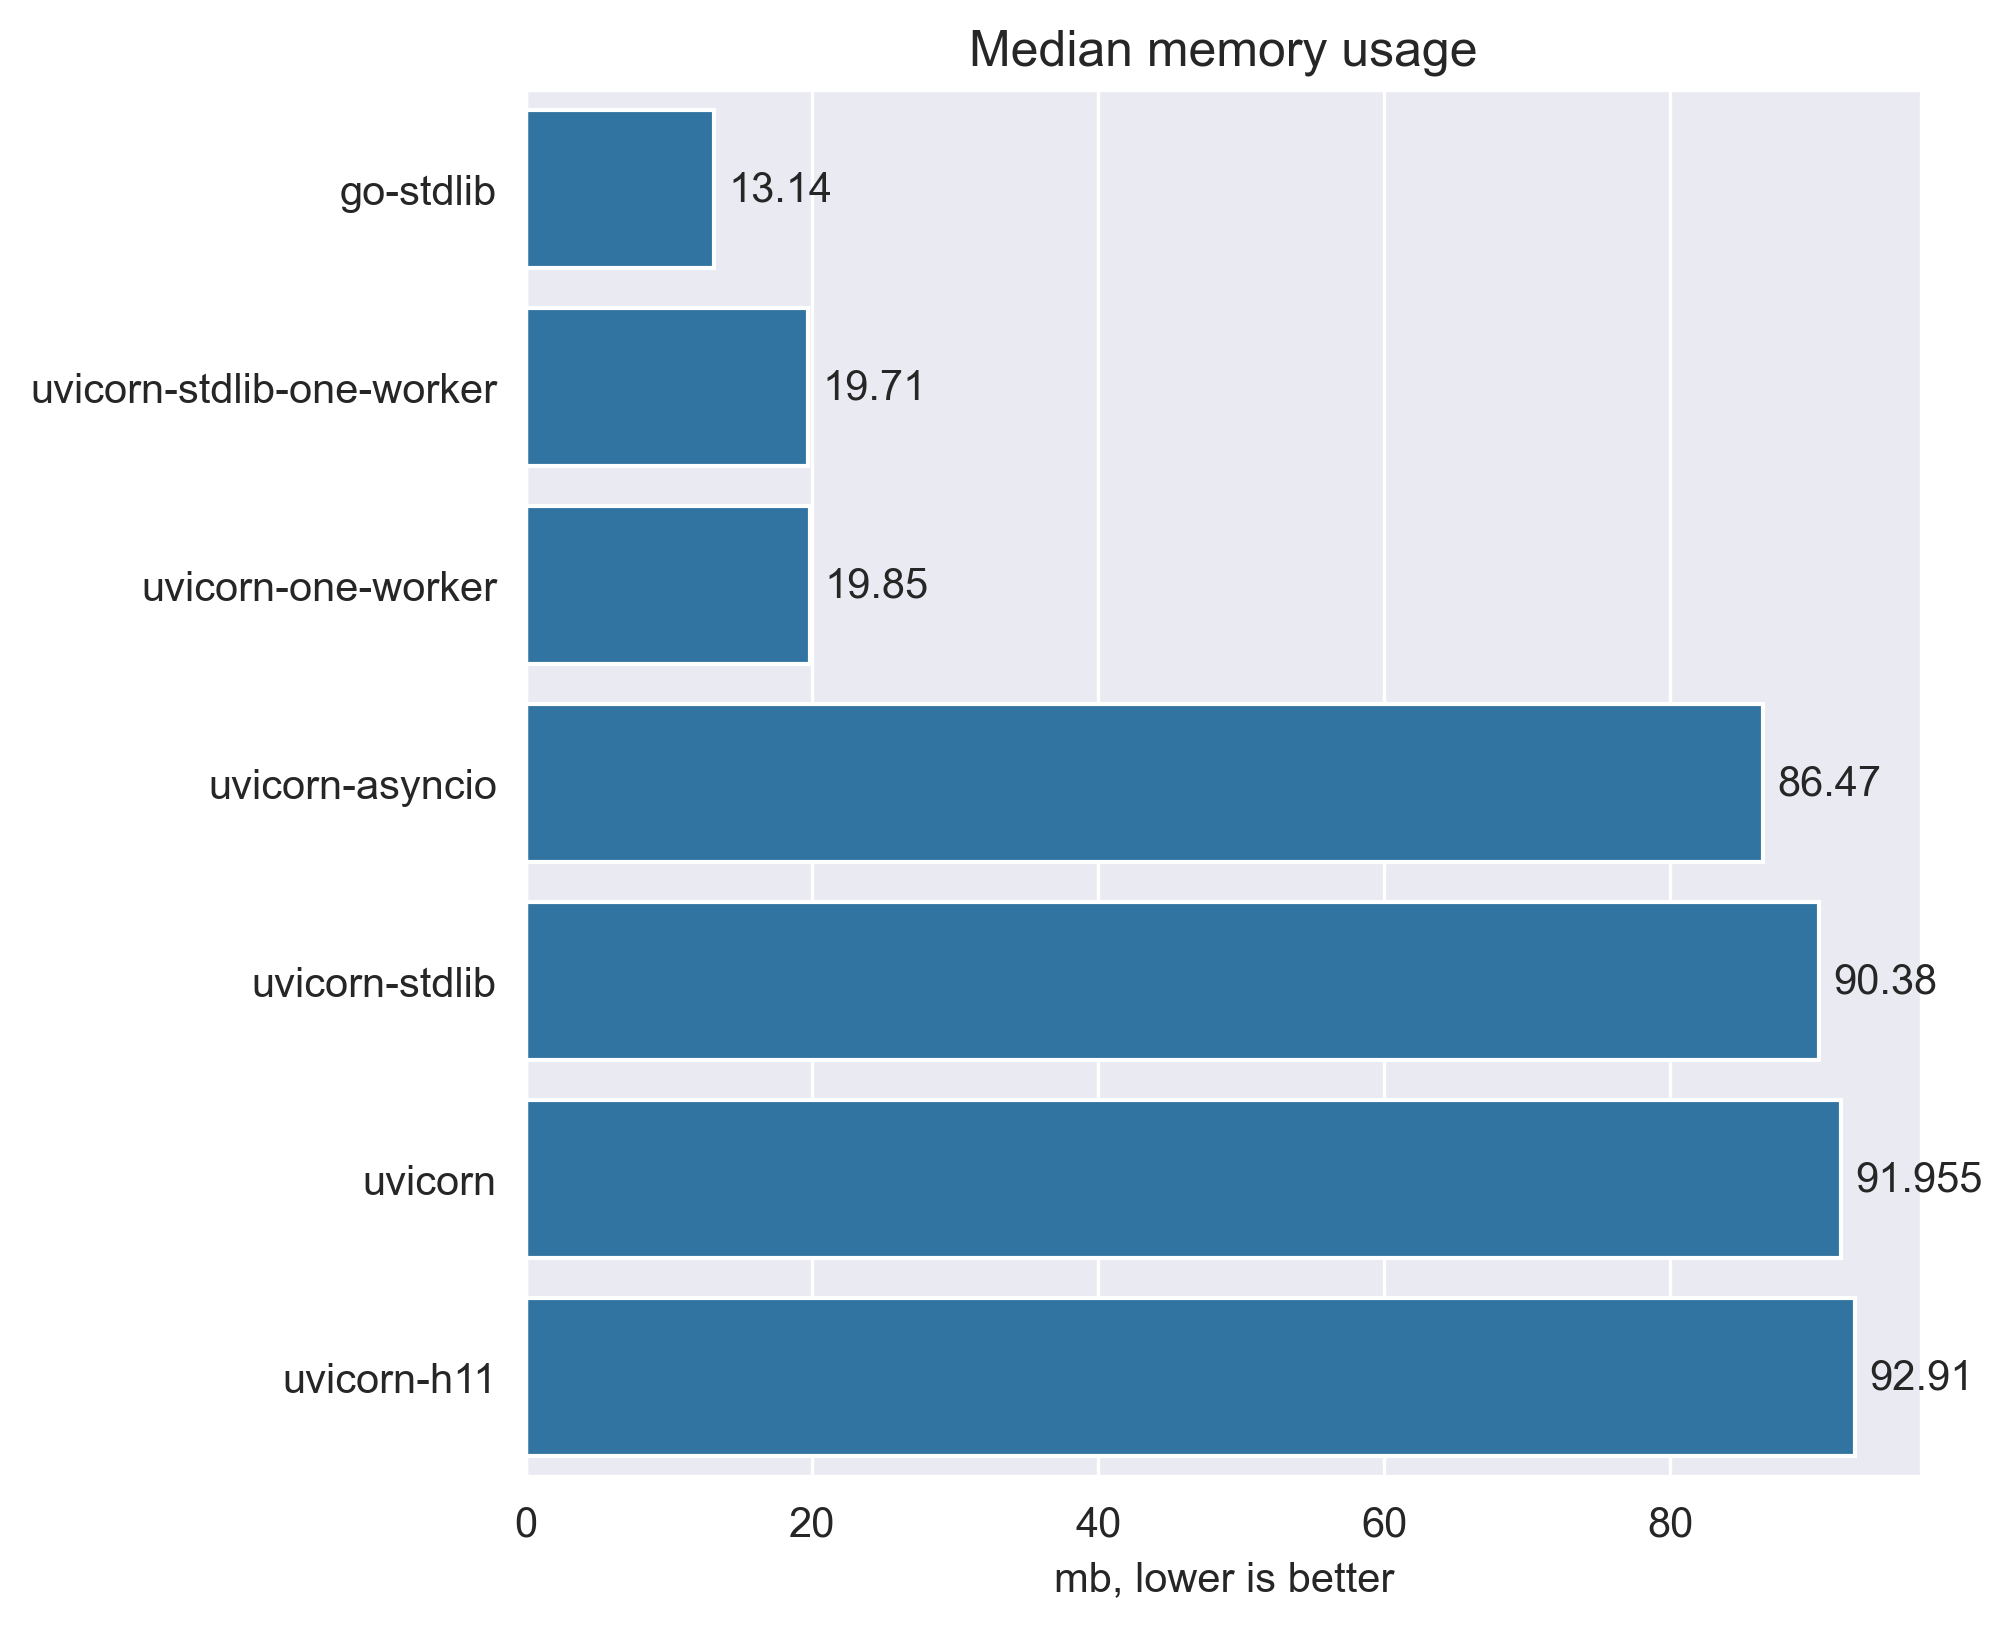 Median memory usage
go-stdlib
13.14
uvicorn-stdlib-one-worker
19.71
uvicorn-one-worker
19.85
uvicorn-asyncio
86.47
uvicorn-stdlib
90.38
uvicorn
91.955
uvicorn-h11
92.91
0 20 40 60 80
mb, lower is better